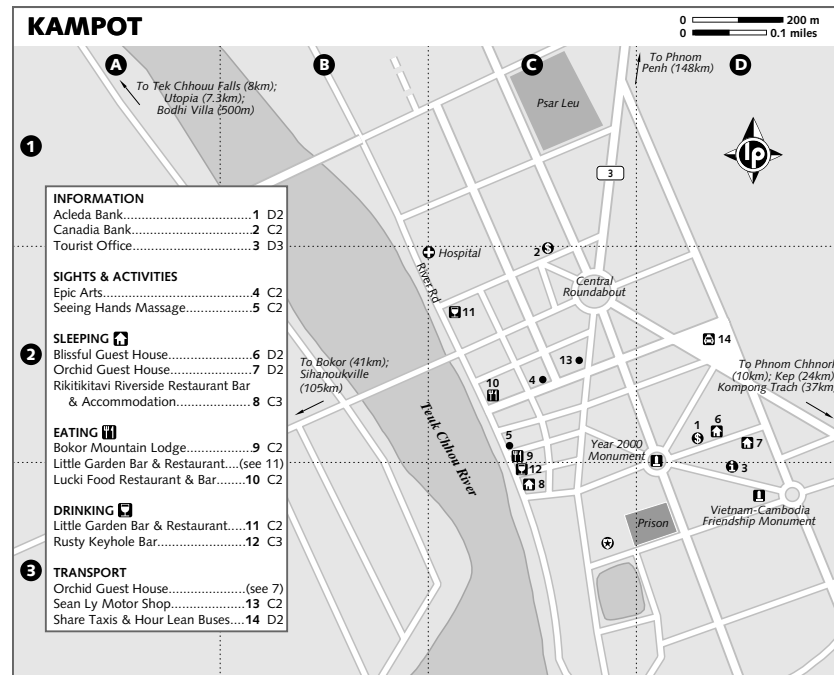 KAMPOT
0 200 m
0 0.1 miles
A
B
C
D
To Tek Chhouu Falls (8km);
Utopia (7.3km);
Bodhi Villa (500m)
To Phnom
Penh (148km)
Psar Leu
lp
1
3
INFORMATION
Acleda Bank................................1 D2
Canadia Bank.............................2 C2
Tourist Office.............................3 D3
SIGHTS & ACTIVITIES
Epic Arts....................................4 C2
Seeing Hands Massage..............5 C2
SLEEPING
Blissful Guest House...................6 D2
Orchid Guest House...................7 D2
Rikitikitavi Riverside Restaurant Bar
& Accommodation..................8 C3
EATING
Bokor Mountain Lodge..............9 C2
Little Garden Bar & Restaurant....(see 11)
Lucki Food Restaurant & Bar....10 C2
DRINKING
Little Garden Bar & Restaurant....11 C2
Rusty Keyhole Bar.....................12 C3
TRANSPORT
Orchid Guest House...................(see 7)
Sean Ly Motor Shop...................13 C2
Share Taxis & Hour Lean Buses....14 D2
2
3
Hospital
2 $
River Rd
Central
Roundabout
11
14
13
4
10
To Bokor (41km);
Sihanoukville
(105km)
To Phnom Chhnork
(10km); Kep (24km);
Kompong Trach (37km)
Teuk Chhou River
5
9
12
8
Year 2000
Monument
1
$
6
7
i 3
Vietnam-Cambodia
Friendship Monument
Prison